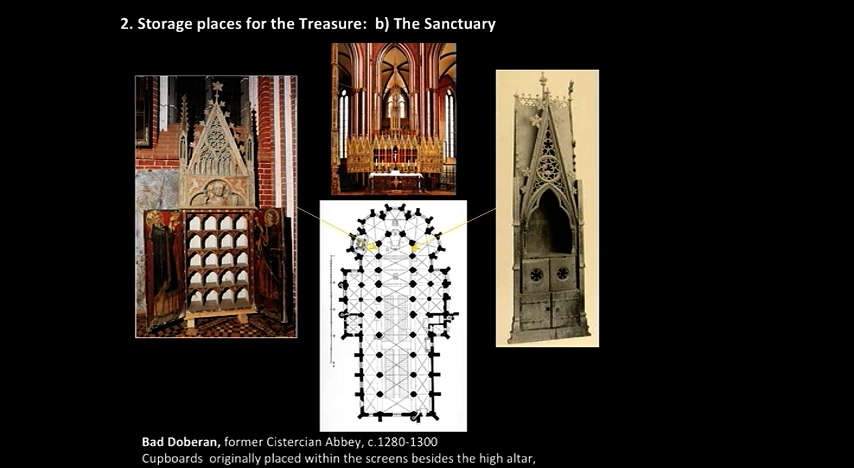 2. Storage places for the Treasure: b) The Sanctuary
Bad Doberan, former Cistercian Abbey, c.1280-1300
Cupboards originally placed within the screens besides the high altar,